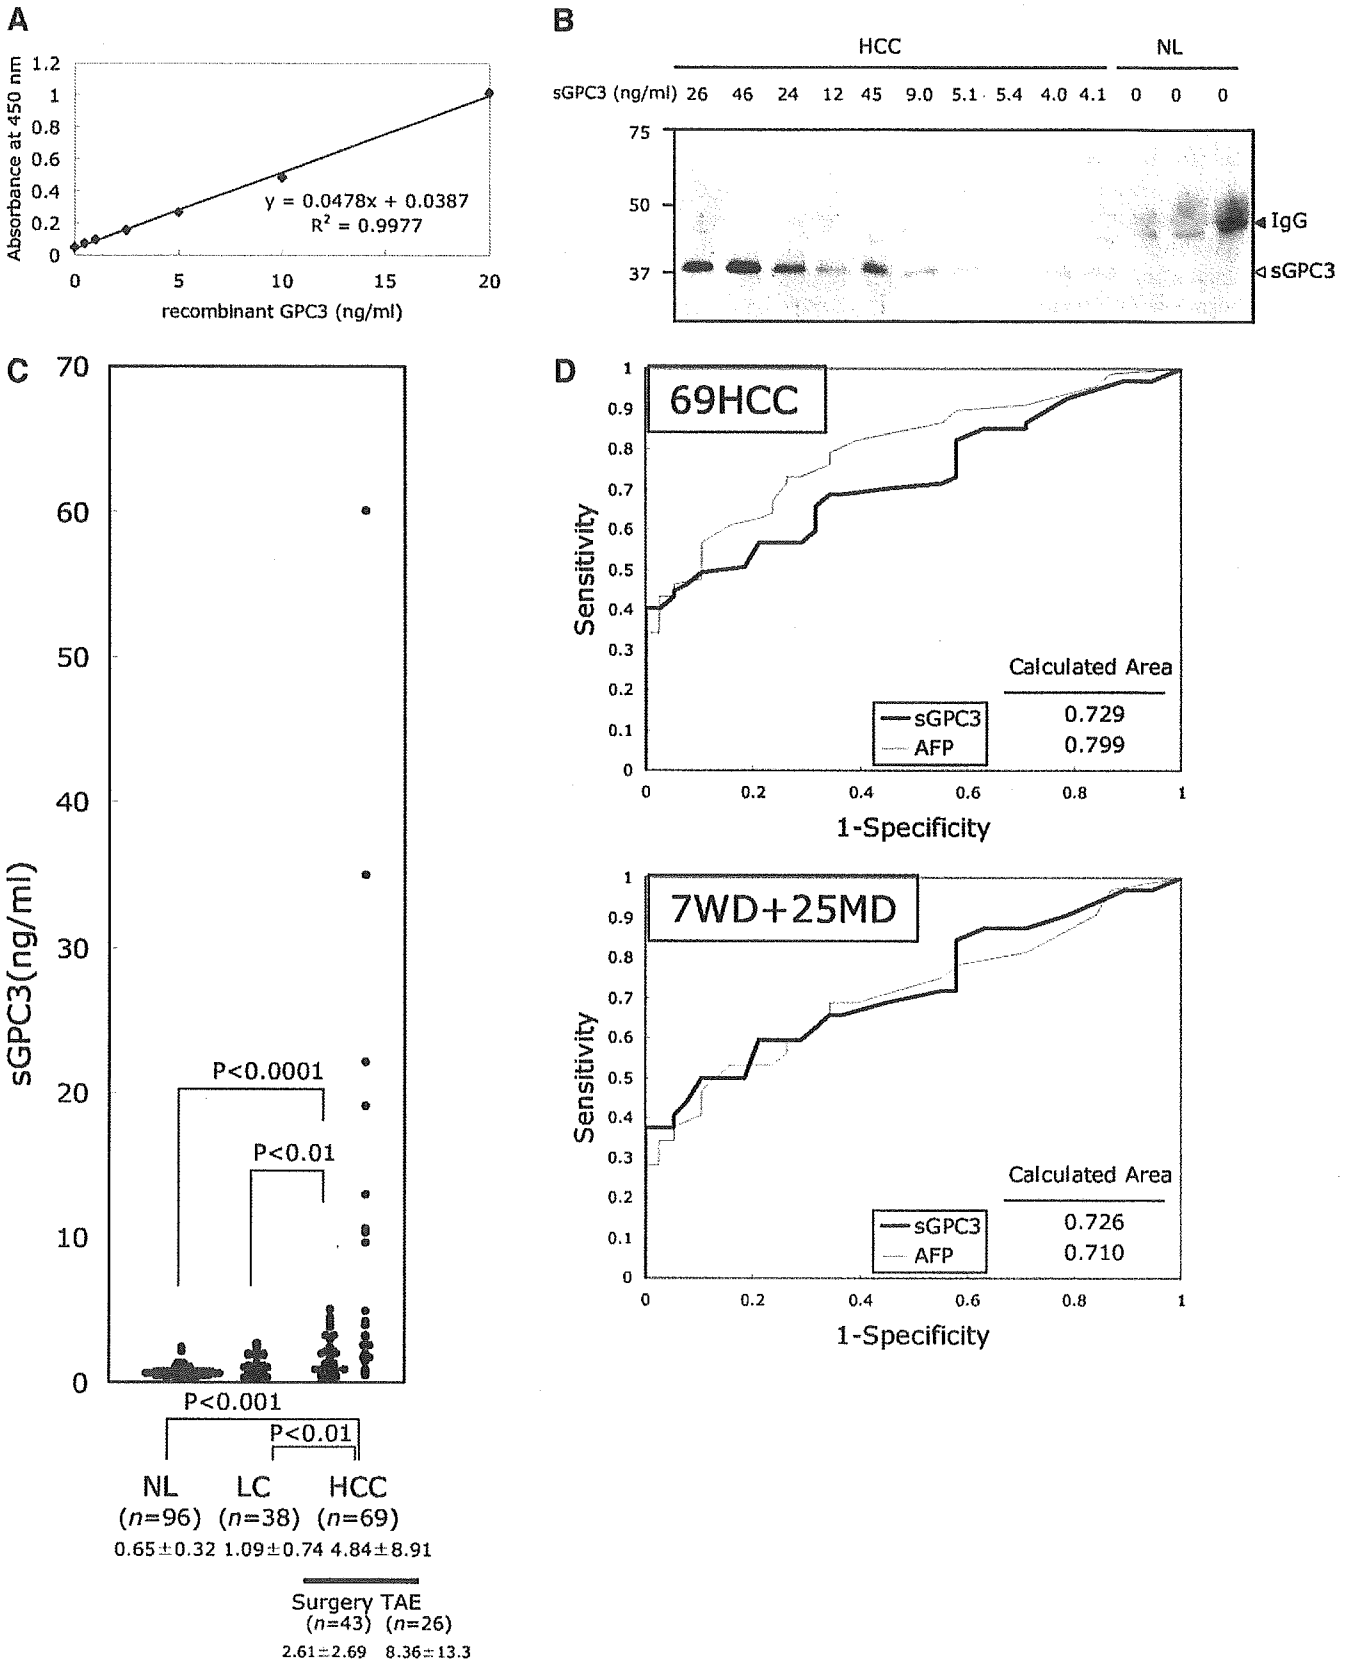 A
Absorbance at 450 nm
1.2
1
0.8
0.6
0.4
0.2
0
y = 0.0478x + 0.0387
R² = 0.9977
0 5 10 15 20
recombinant GPC3 (ng/ml)
B
HCC NL
sGPC3 (ng/ml) 26 46 24 12 45 9.0 5.1 5.4 4.0 4.1 0 0 0
75
50
37
IgG
sGPC3
C
sGPC3(ng/ml)
70
60
50
40
30
20
10
0
P<0.0001
P<0.01
P<0.001
P<0.01
NL LC HCC
(n=96) (n=38) (n=69)
0.65±0.32 1.09±0.74 4.84±8.91
Surgery TAE
(n=43) (n=26)
2.61±2.69 8.36±13.3
D
69HCC
Sensitivity
1
0.9
0.8
0.7
0.6
0.5
0.4
0.3
0.2
0.1
0
Calculated Area
sGPC3 0.729
AFP 0.799
0 0.2 0.4 0.6 0.8 1
1-Specificity
7WD+25MD
Sensitivity
1
0.9
0.8
0.7
0.6
0.5
0.4
0.3
0.2
0.1
0
Calculated Area
sGPC3 0.726
AFP 0.710
0 0.2 0.4 0.6 0.8 1
1-Specificity